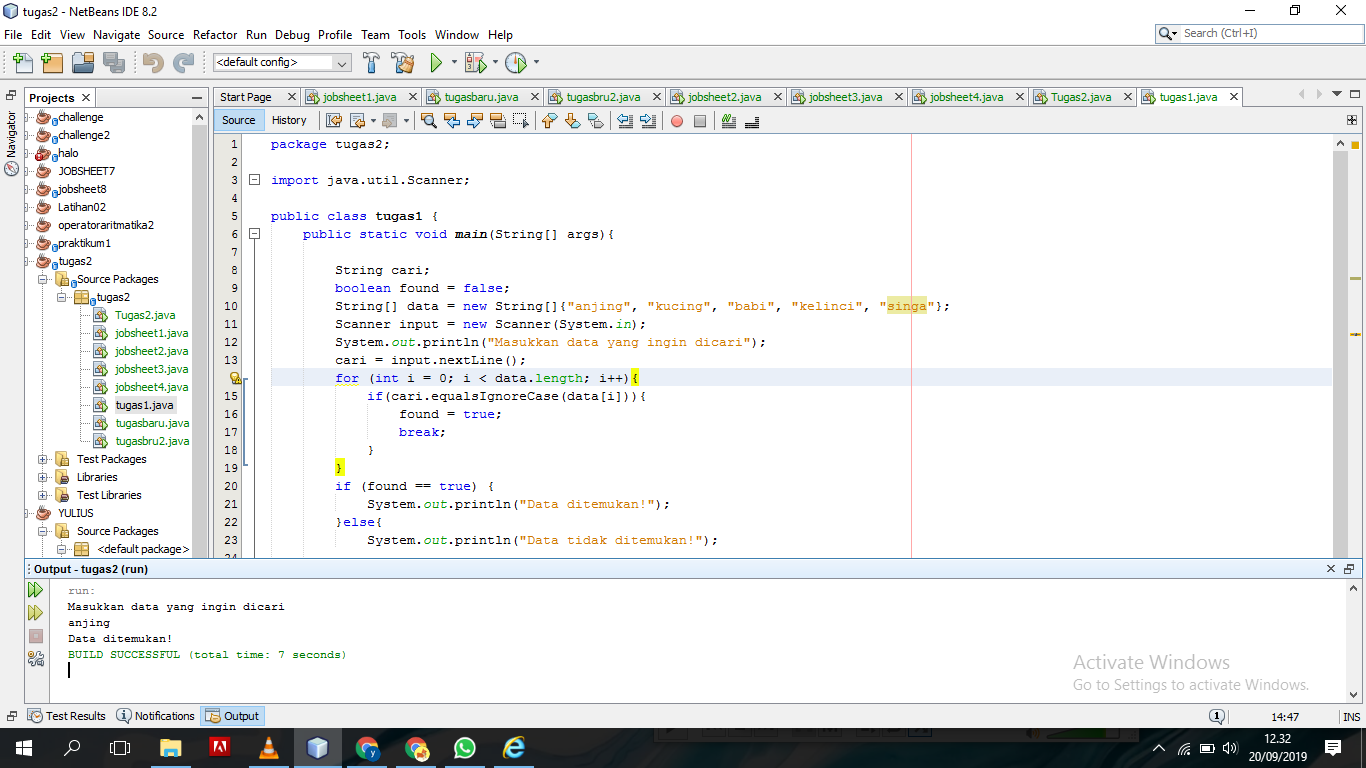 tugas2 - NetBeans IDE 8.2
File Edit View Navigate Source Refactor Run Debug Profile Team Tools Window Help
Search (Ctrl+I)
<default config>
Projects
Start Page jobsheet1.java tugasbaru.java tugasbru2.java jobsheet2.java jobsheet3.java jobsheet4.java Tugas2.java tugas1.java
Navigator
Source History
challenge
challenge2
halo
JOBSHEET7
jobsheet8
Latihan02
operatoraritmatika2
praktikum1
tugas2
Source Packages
tugas2
Tugas2.java
jobsheet1.java
jobsheet2.java
jobsheet3.java
jobsheet4.java
tugas1.java
tugasbaru.java
tugasbru2.java
Test Packages
Libraries
Test Libraries
YULIUS
Source Packages
<default package>
1 package tugas2;
2
3 import java.util.Scanner;
4
5 public class tugas1 {
6 public static void main(String[] args){
7
8 String cari;
9 boolean found = false;
10 String[] data = new String[]{"anjing", "kucing", "babi", "kelinci", "singa"};
11 Scanner input = new Scanner(System.in);
12 System.out.println("Masukkan data yang ingin dicari");
13 cari = input.nextLine();
for (int i = 0; i < data.length; i++){
15 if(cari.equalsIgnoreCase(data[i])){
16 found = true;
17 break;
18 }
19 }
20 if (found == true) {
21 System.out.println("Data ditemukan!");
22 }else{
23 System.out.println("Data tidak ditemukan!");
24
Output - tugas2 (run)
run:
Masukkan data yang ingin dicari
anjing
Data ditemukan!
BUILD SUCCESSFUL (total time: 7 seconds)
Activate Windows
Go to Settings to activate Windows.
Test Results Notifications Output
1
14:47 INS
12.32
20/09/2019